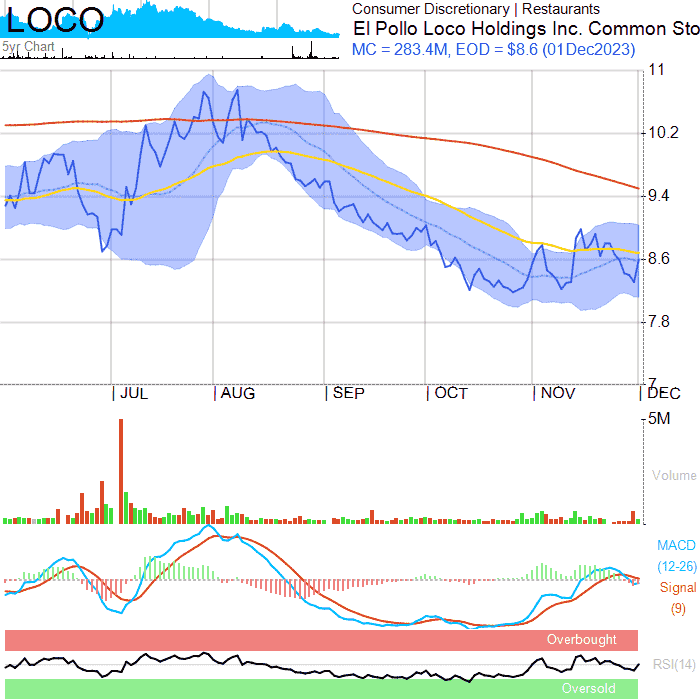 LOCO
5yr Chart
Consumer Discretionary | Restaurants
El Pollo Loco Holdings Inc. Common Sto
MC = 283.4M, EOD = $8.6 (01Dec2023)
11
10.2
9.4
8.6
7.8
7
JUL
AUG
SEP
OCT
NOV
DEC
5M
Volume
MACD
(12-26)
Signal
(9)
Overbought
RSI(14)
Oversold